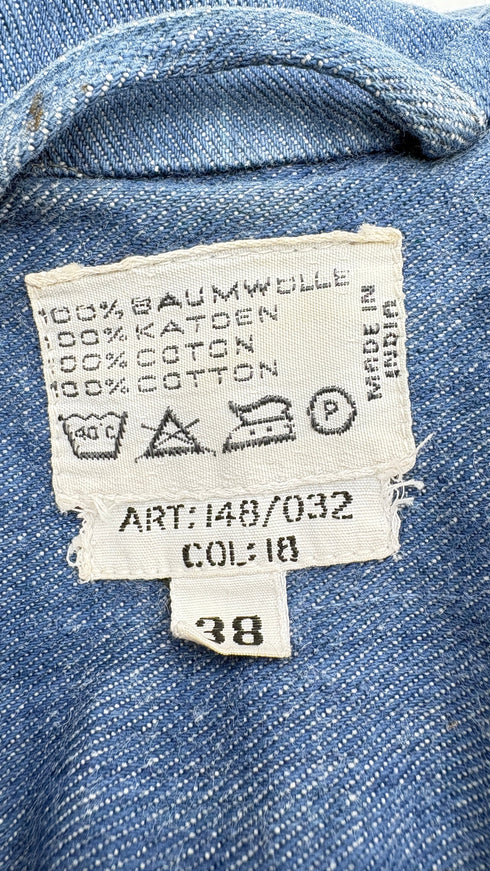 100% BAUMWOLLE
100% KATOEN
100% COTON
100% COTTON
MADE IN
INDIA
40°C
P
ART: 148/032
COL: 18
38